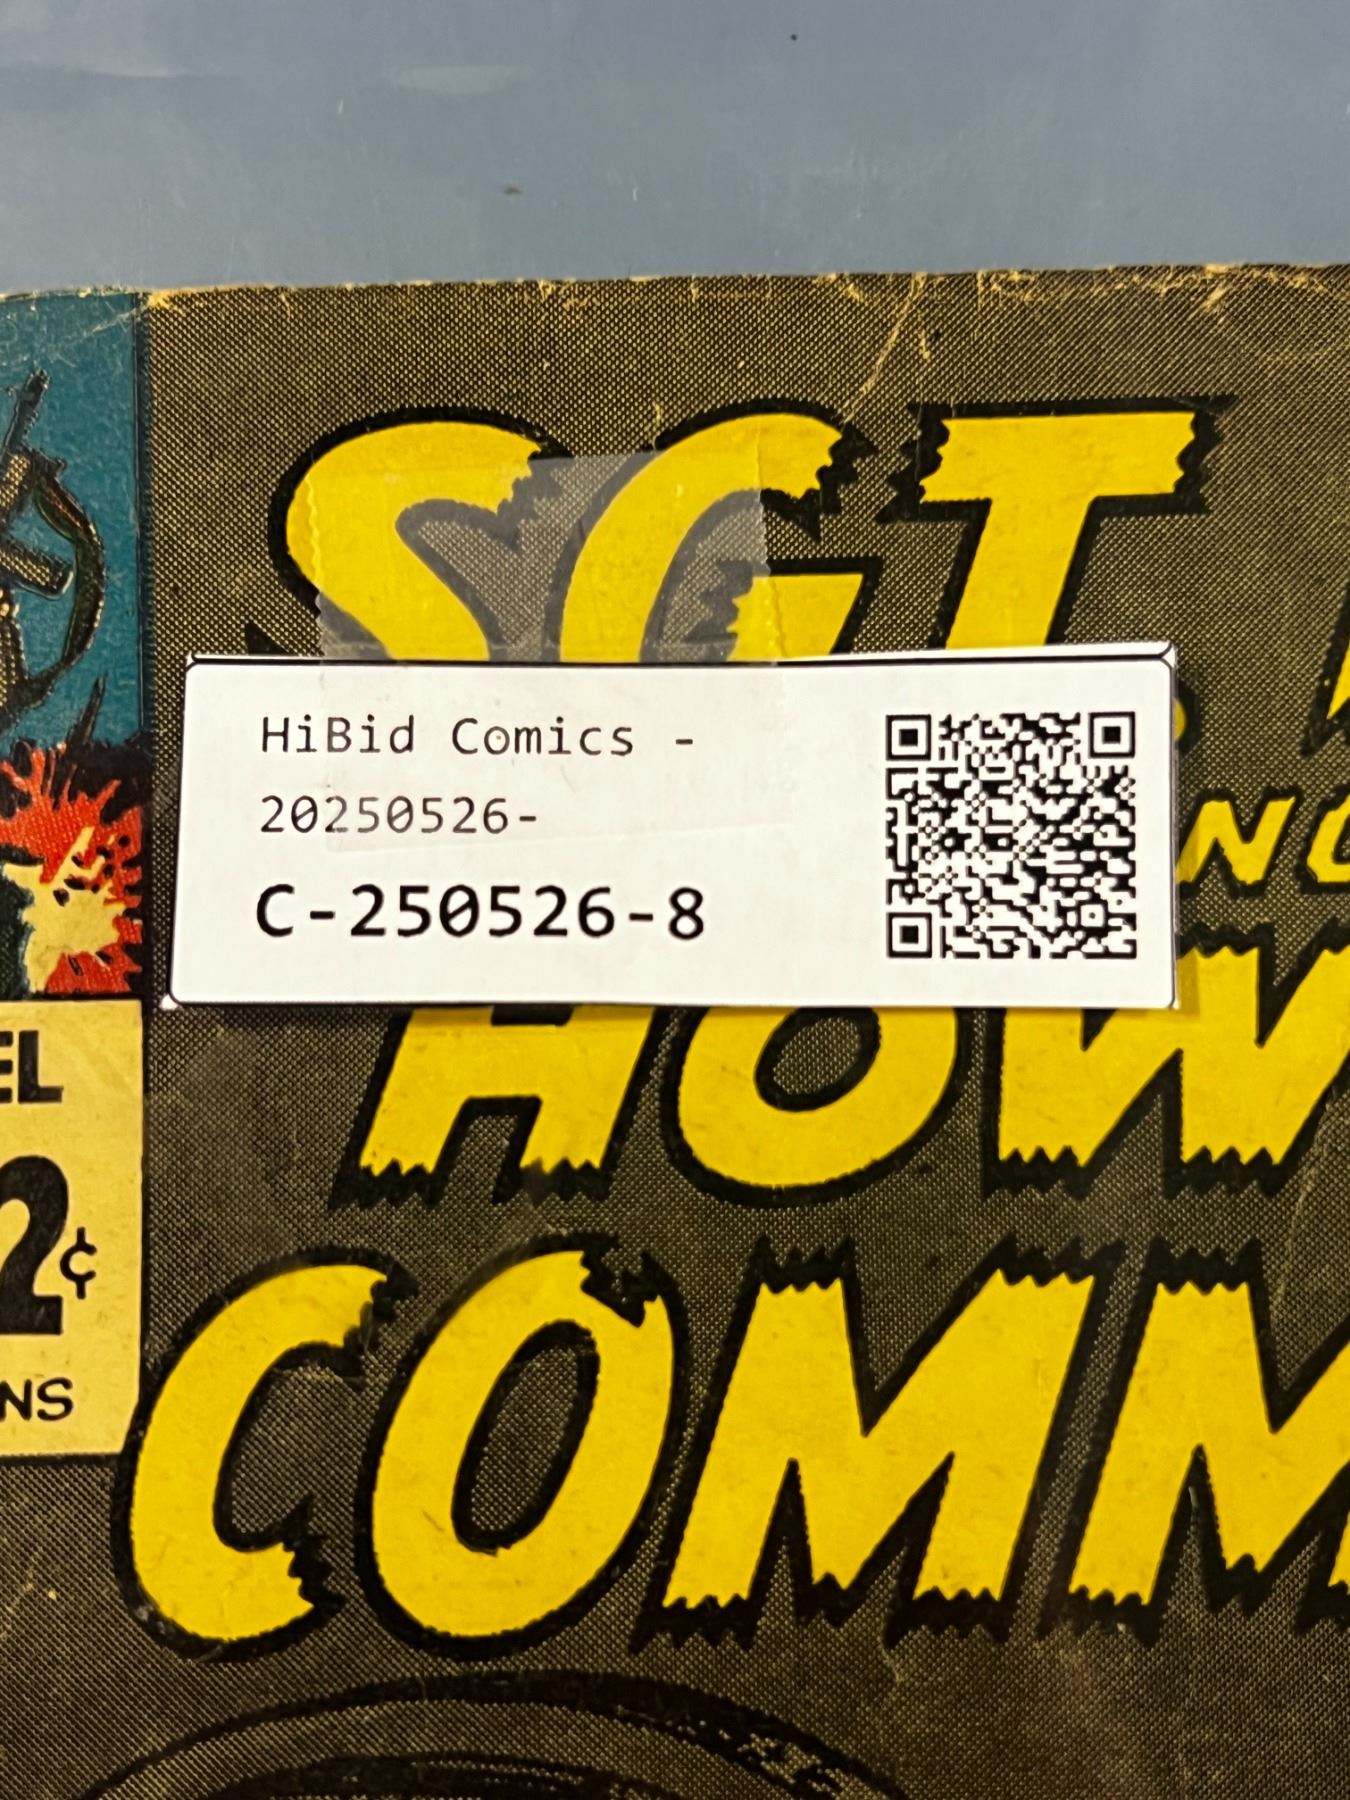 SGT.
HiBid Comics -
20250526-
C-250526-8
HOW
COMM
EL
2¢
NS